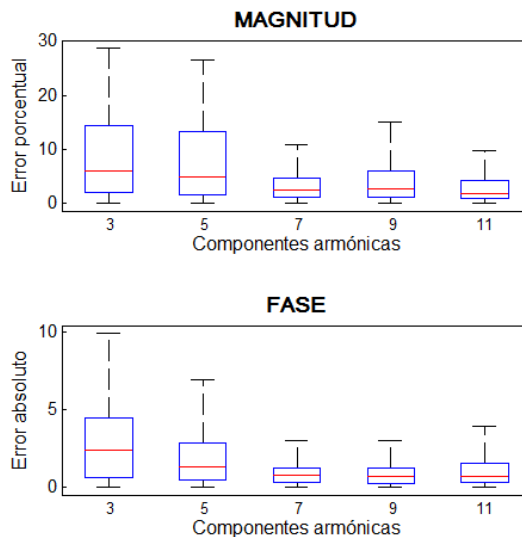 MAGNITUD
Error porcentual
30
20
10
0
3 5 7 9 11
Componentes armónicas
FASE
Error absoluto
10
5
0
3 5 7 9 11
Componentes armónicas